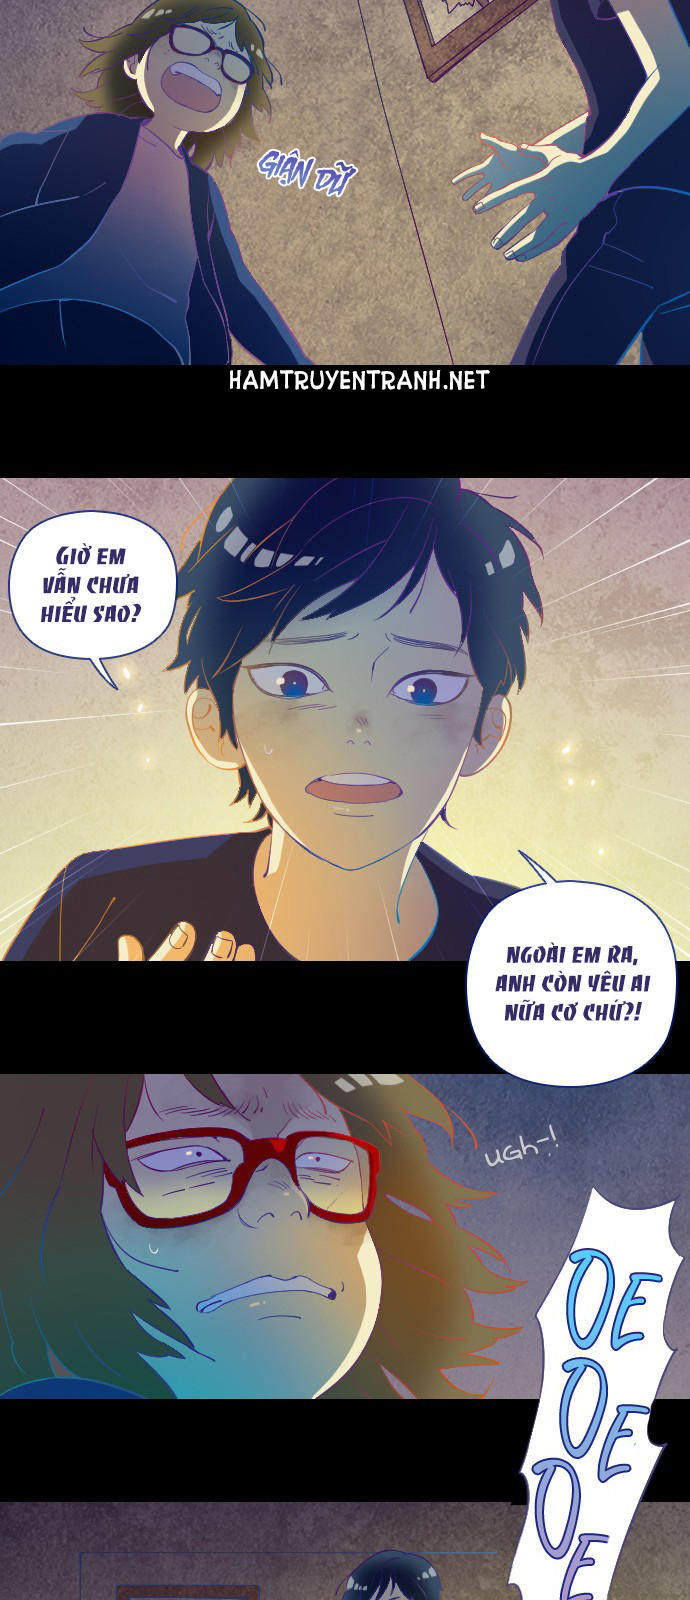 GIẬN DỮ
HAMTRUYENTRANH.NET
GIỜ EM
VẪN CHƯA
HIỂU SAO?
NGOÀI EM RA,
ANH CÒN YÊU AI
NỮA CƠ CHỨ?!
UGH-!
OE
OE
OE